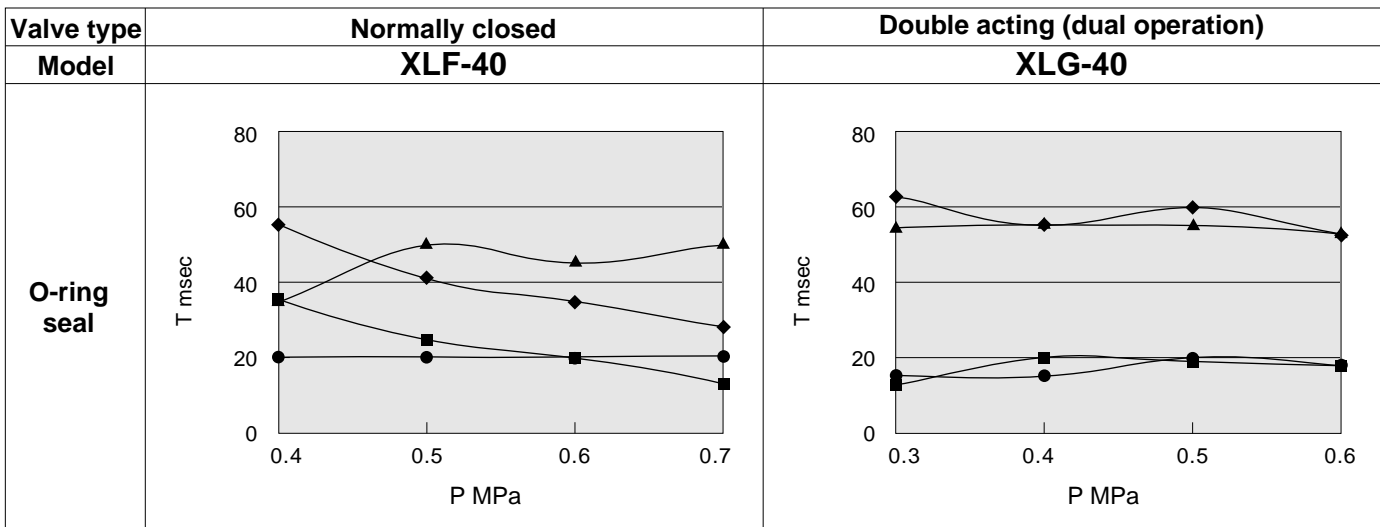 Valve type
Normally closed
Double acting (dual operation)
Model
XLF-40
XLG-40
O-ring
seal
80
60
40
20
0
T msec
0.4 0.5 0.6 0.7
P MPa
80
60
40
20
0
T msec
0.3 0.4 0.5 0.6
P MPa